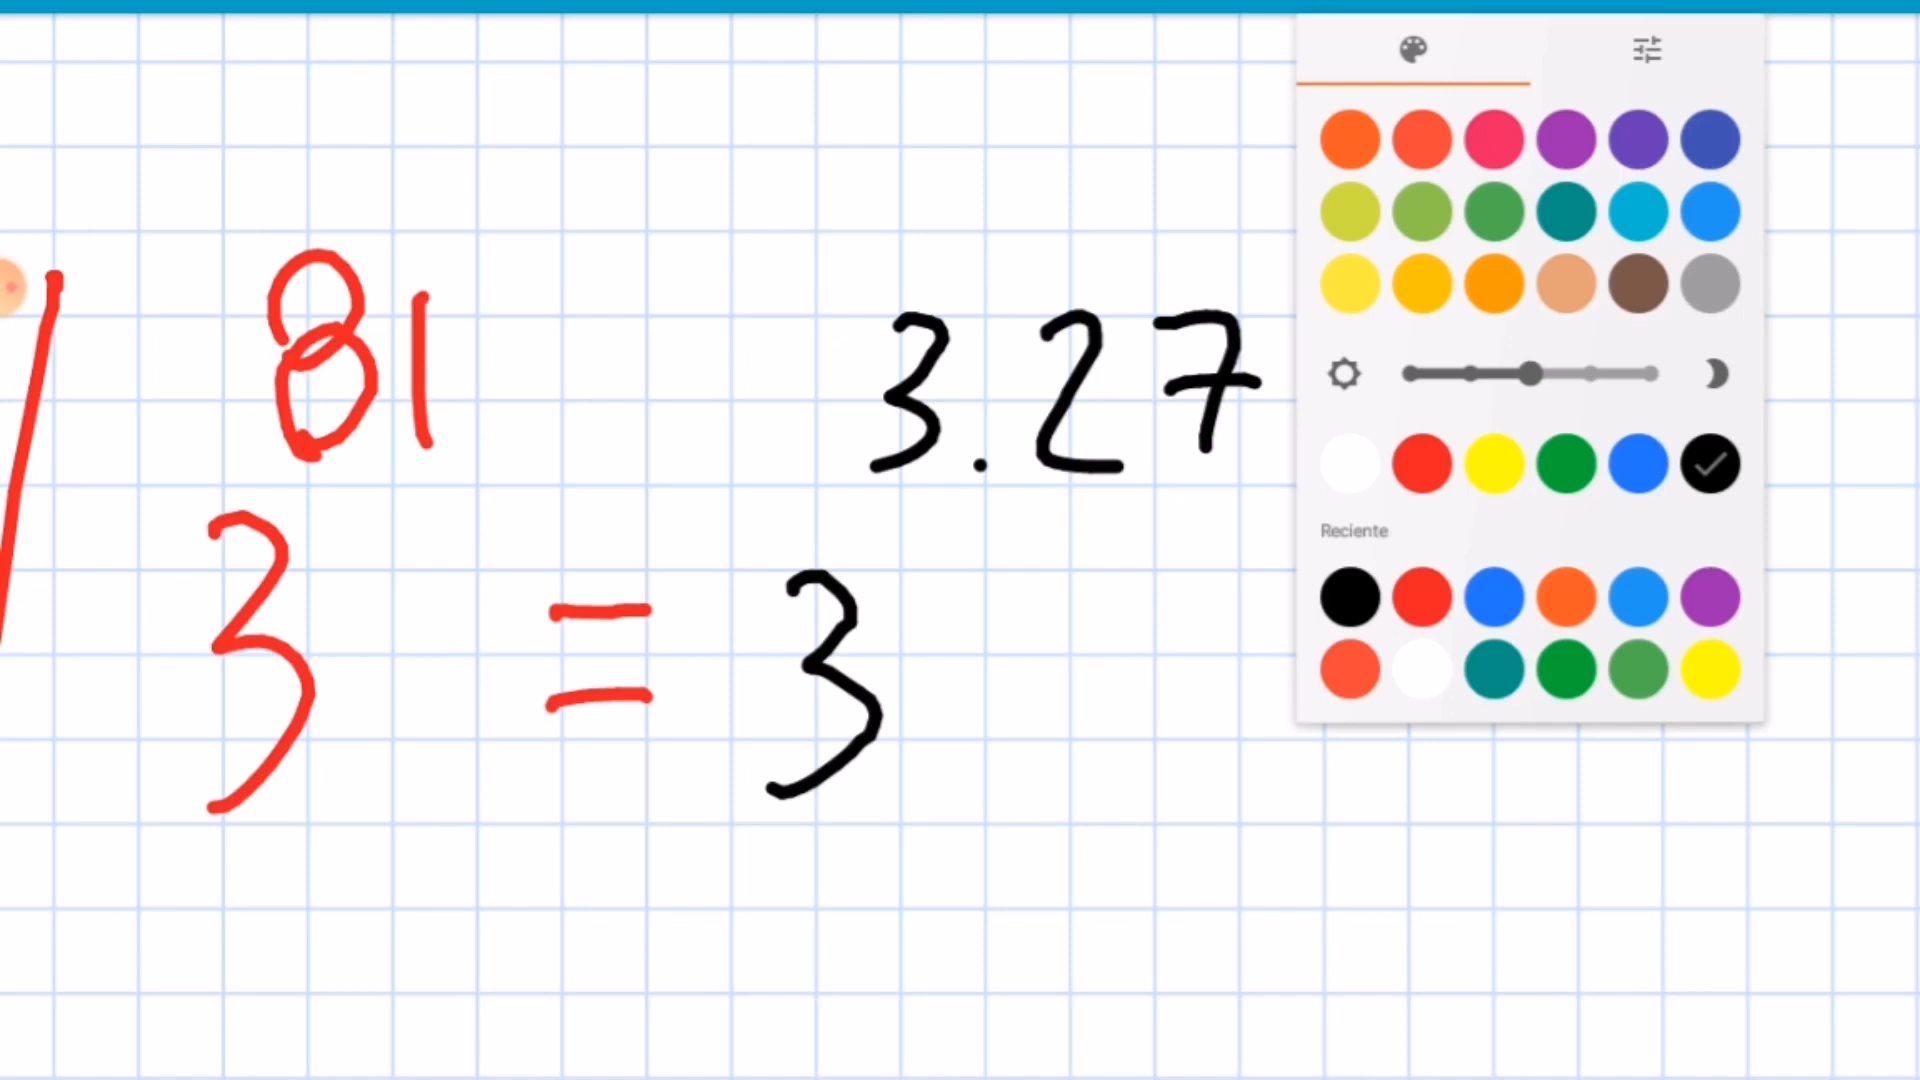 81 3.27
3 = 3
Reciente